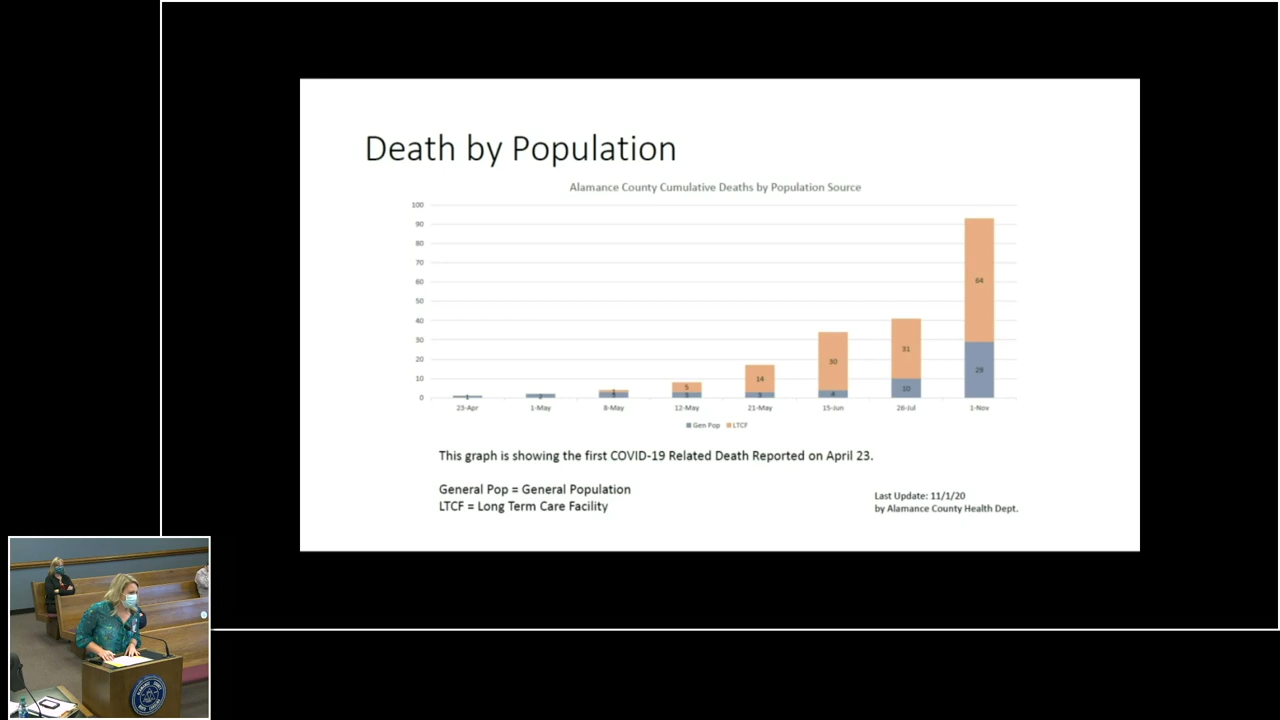 Death by Population
Alamance County Cumulative Deaths by Population Source
100
90
80
70
60
50
40
30
20
10
0
64
30
31
5
14
1
10
4
3
1
23-Apr 1-May 8-May 12-May 21-May 15-Jun 26-Jul 1-Nov
Gen Pop LTCF
This graph is showing the first COVID-19 Related Death Reported on April 23.
General Pop = General Population
LTCF = Long Term Care Facility
Last Update: 11/1/20
by Alamance County Health Dept.